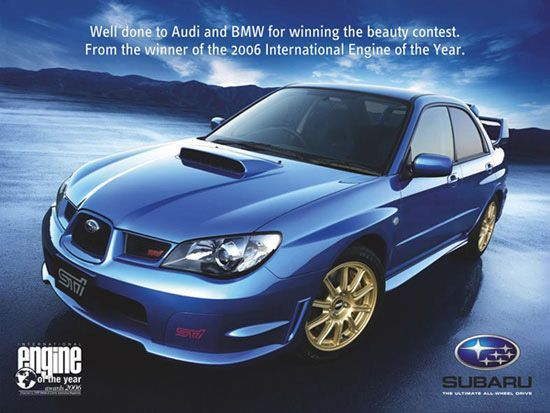 Well done to Audi and BMW for winning the beauty contest.
From the winner of the 2006 International Engine of the Year.
STI
STI
STI
INTERNATIONAL
engine
of the year
awards 2006
SUBARU
THE ULTIMATE ALL-WHEEL DRIVE